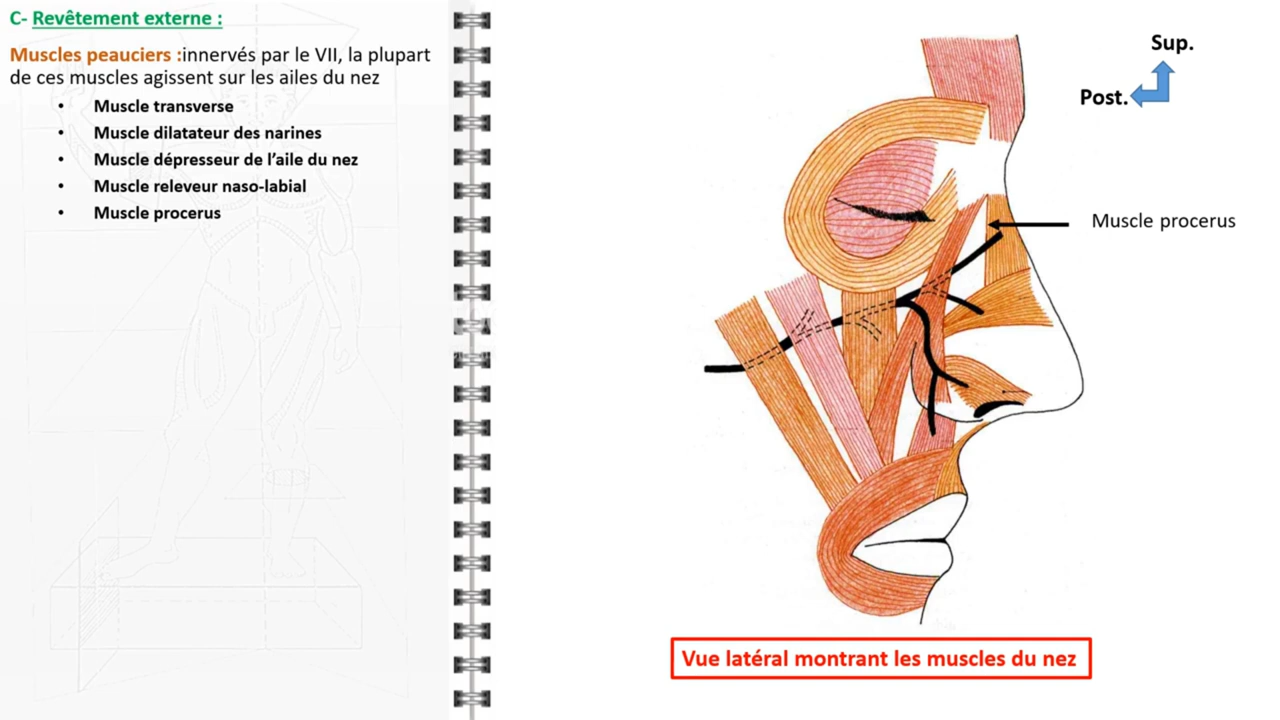 C- Revêtement externe :
Muscles peauciers :innervés par le VII, la plupart
de ces muscles agissent sur les ailes du nez
• Muscle transverse
• Muscle dilatateur des narines
• Muscle dépresseur de l’aile du nez
• Muscle releveur naso-labial
• Muscle procerus
Sup.
Post.
Muscle procerus
Vue latéral montrant les muscles du nez